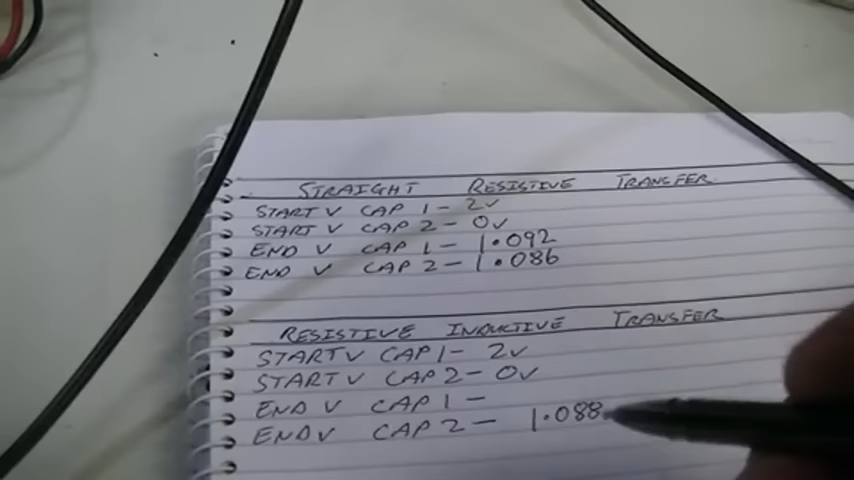 STRAIGHT RESISTIVE TRANSFER
START V CAP 1- 2V
START V CAP 2- 0V
END V CAP 1- 1.092
END V CAP 2- 1.086
RESISTIVE INDUCTIVE TRANSFER
START V CAP 1- 2V
START V CAP 2- 0V
END V CAP 1-
END V CAP 2- 1.088